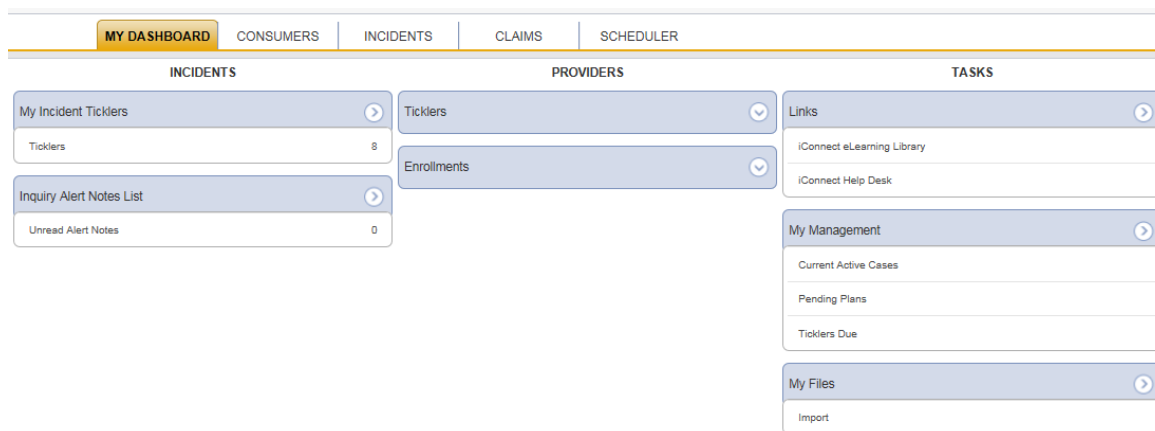 MY DASHBOARD CONSUMERS INCIDENTS CLAIMS SCHEDULER
INCIDENTS
My Incident Ticklers
Ticklers 8
Inquiry Alert Notes List
Unread Alert Notes 0
PROVIDERS
Ticklers
Enrollments
TASKS
Links
iConnect eLearning Library
iConnect Help Desk
My Management
Current Active Cases
Pending Plans
Ticklers Due
My Files
Import